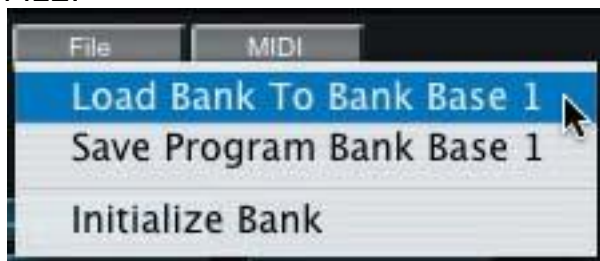 File MIDI
Load Bank To Bank Base 1
Save Program Bank Base 1
Initialize Bank